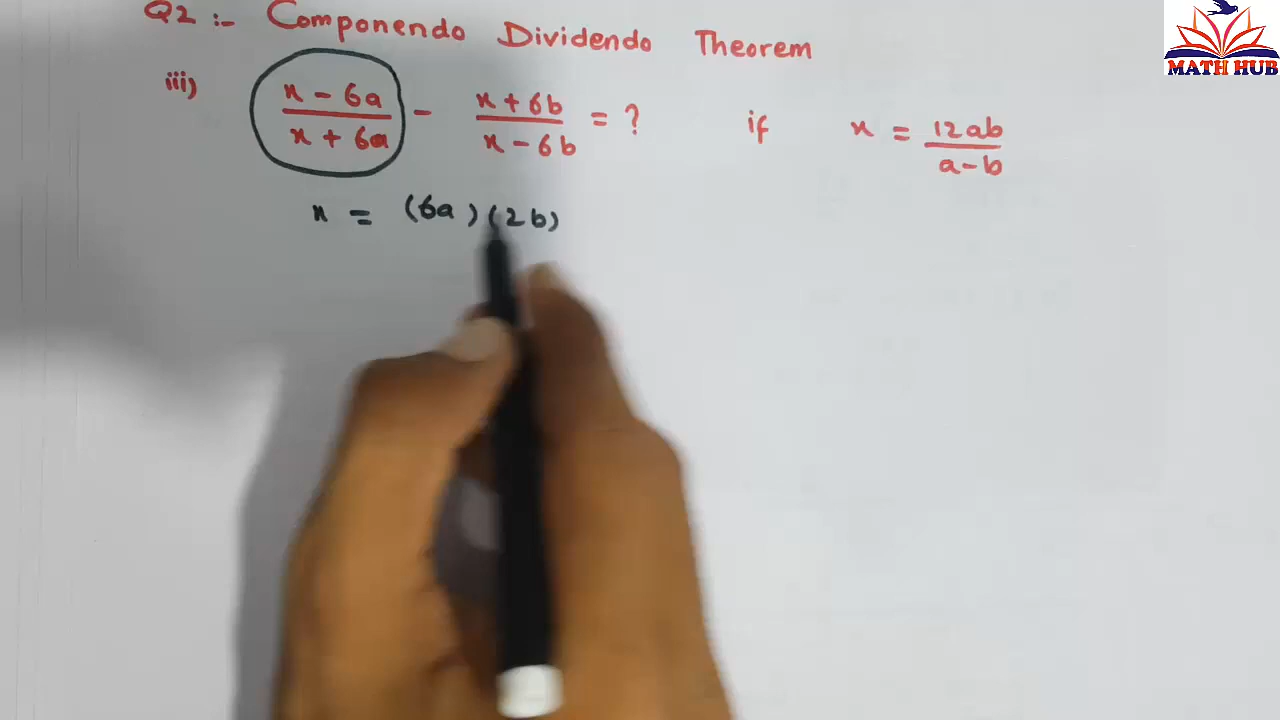 Q2 :- Componendo Dividendo Theorem
iii) x - 6a / x + 6a - x + 6b / x - 6b = ? if x = 12ab / a - b
x = (6a) (2b)
MATH HUB